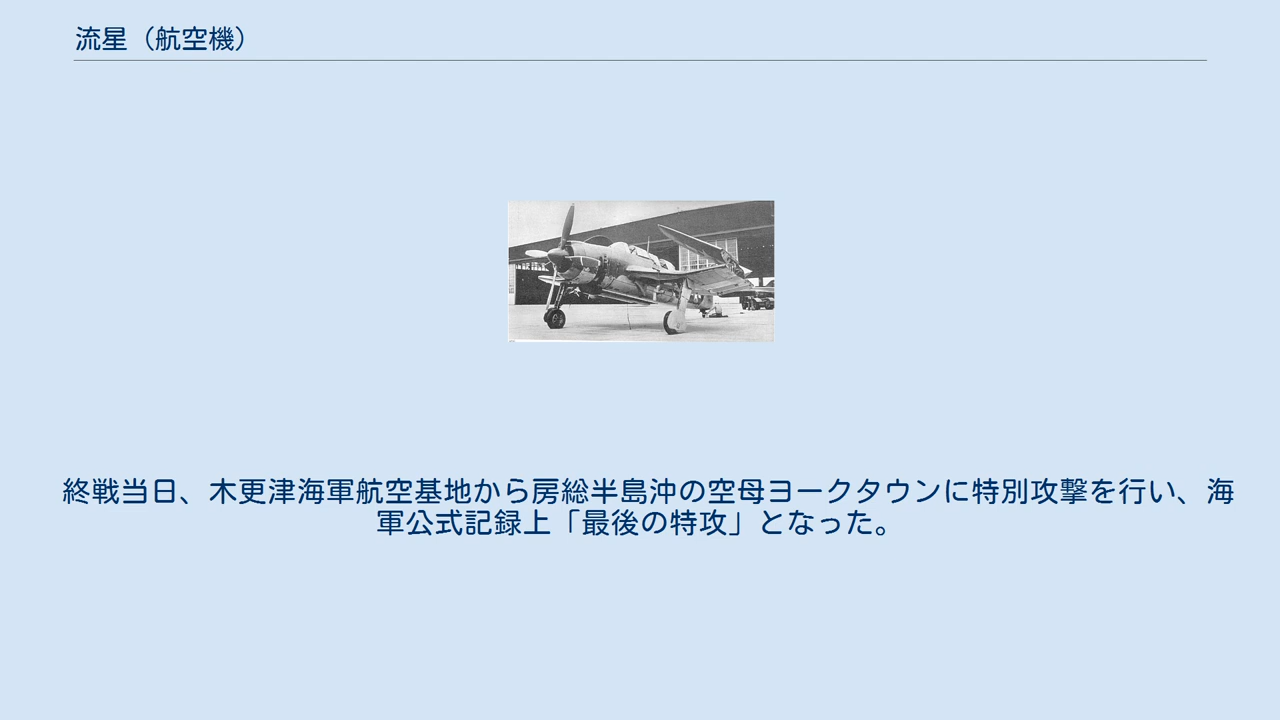 流星（航空機）
終戦当日、木更津海軍航空基地から房総半島沖の空母ヨークタウンに特別攻撃を行い、海
軍公式記録上「最後の特攻」となった。